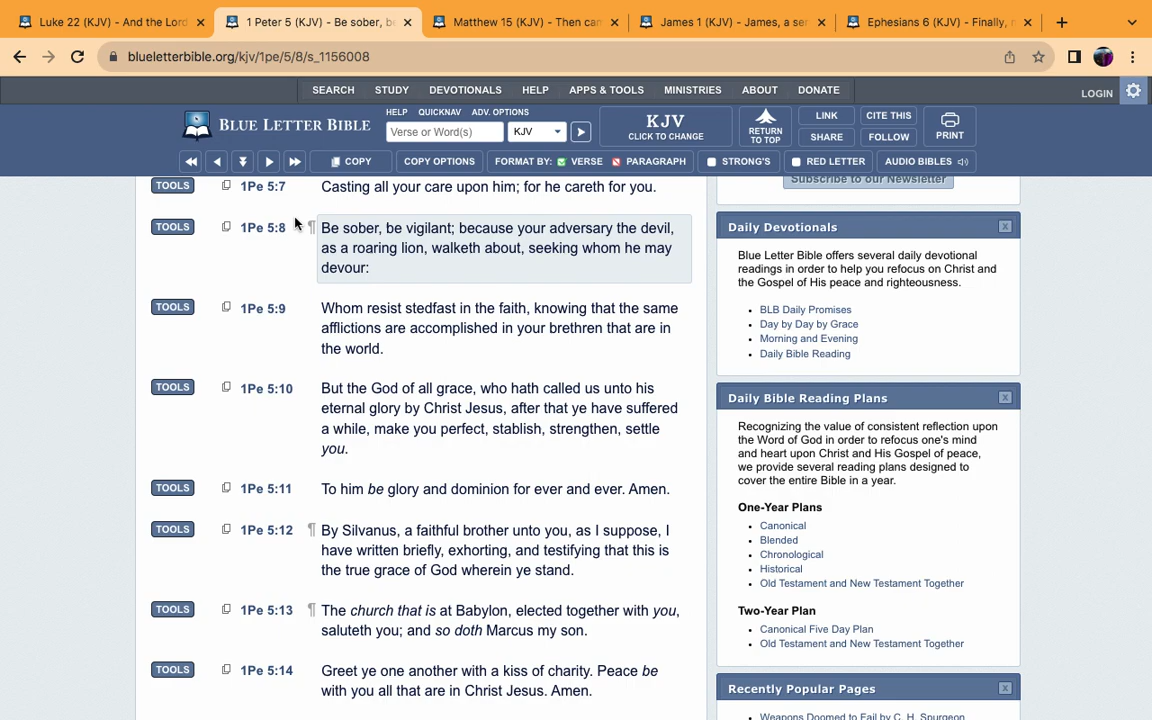 Luke 22 (KJV) - And the Lord
1 Peter 5 (KJV) - Be sober, be
Matthew 15 (KJV) - Then can
James 1 (KJV) - James, a ser
Ephesians 6 (KJV) - Finally, m
blueletterbible.org/kjv/1pe/5/8/s_1156008
SEARCH STUDY DEVOTIONALS HELP APPS & TOOLS MINISTRIES ABOUT DONATE LOGIN
BLUE LETTER BIBLE
HELP QUICKNAV ADV. OPTIONS
Verse or Word(s) KJV
KJV
CLICK TO CHANGE
RETURN
TO TOP
LINK CITE THIS
SHARE FOLLOW
PRINT
COPY COPY OPTIONS FORMAT BY: VERSE ¶ PARAGRAPH STRONG'S RED LETTER AUDIO BIBLES
TOOLS 1Pe 5:7 Casting all your care upon him; for he careth for you.
TOOLS 1Pe 5:8 ¶ Be sober, be vigilant; because your adversary the devil,
as a roaring lion, walketh about, seeking whom he may
devour:
TOOLS 1Pe 5:9 Whom resist stedfast in the faith, knowing that the same
afflictions are accomplished in your brethren that are in
the world.
TOOLS 1Pe 5:10 But the God of all grace, who hath called us unto his
eternal glory by Christ Jesus, after that ye have suffered
a while, make you perfect, stablish, strengthen, settle
you.
TOOLS 1Pe 5:11 To him be glory and dominion for ever and ever. Amen.
TOOLS 1Pe 5:12 ¶ By Silvanus, a faithful brother unto you, as I suppose, I
have written briefly, exhorting, and testifying that this is
the true grace of God wherein ye stand.
TOOLS 1Pe 5:13 ¶ The church that is at Babylon, elected together with you,
saluteth you; and so doth Marcus my son.
TOOLS 1Pe 5:14 Greet ye one another with a kiss of charity. Peace be
with you all that are in Christ Jesus. Amen.
Subscribe to our Newsletter
Daily Devotionals x
Blue Letter Bible offers several daily devotional
readings in order to help you refocus on Christ and
the Gospel of His peace and righteousness.
• BLB Daily Promises
• Day by Day by Grace
• Morning and Evening
• Daily Bible Reading
Daily Bible Reading Plans x
Recognizing the value of consistent reflection upon
the Word of God in order to refocus one's mind
and heart upon Christ and His Gospel of peace,
we provide several reading plans designed to
cover the entire Bible in a year.
One-Year Plans
• Canonical
• Blended
• Chronological
• Historical
• Old Testament and New Testament Together
Two-Year Plan
• Canonical Five Day Plan
• Old Testament and New Testament Together
Recently Popular Pages x
• Weapons Doomed to Fail by C. H. Spurgeon